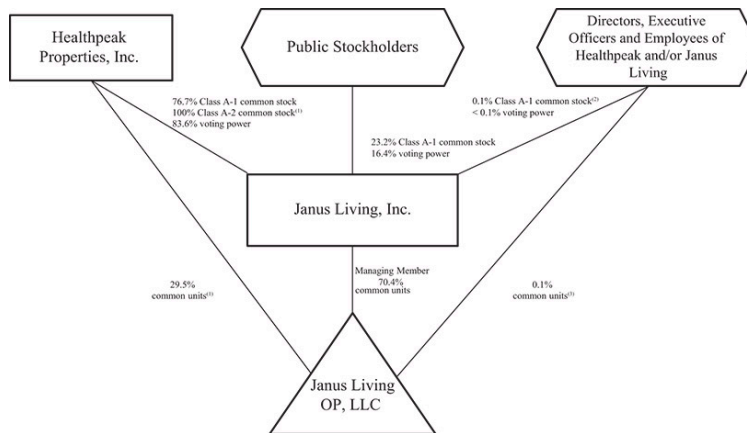 Healthpeak
Properties, Inc.
Public Stockholders
Directors, Executive
Officers and Employees of
Healthpeak and/or Janus
Living
76.7% Class A-1 common stock
100% Class A-2 common stock(1)
83.6% voting power
0.1% Class A-1 common stock(2)
< 0.1% voting power
23.2% Class A-1 common stock
16.4% voting power
Janus Living, Inc.
29.5%
common units(1)
Managing Member
70.4%
common units
0.1%
common units(3)
Janus Living
OP, LLC